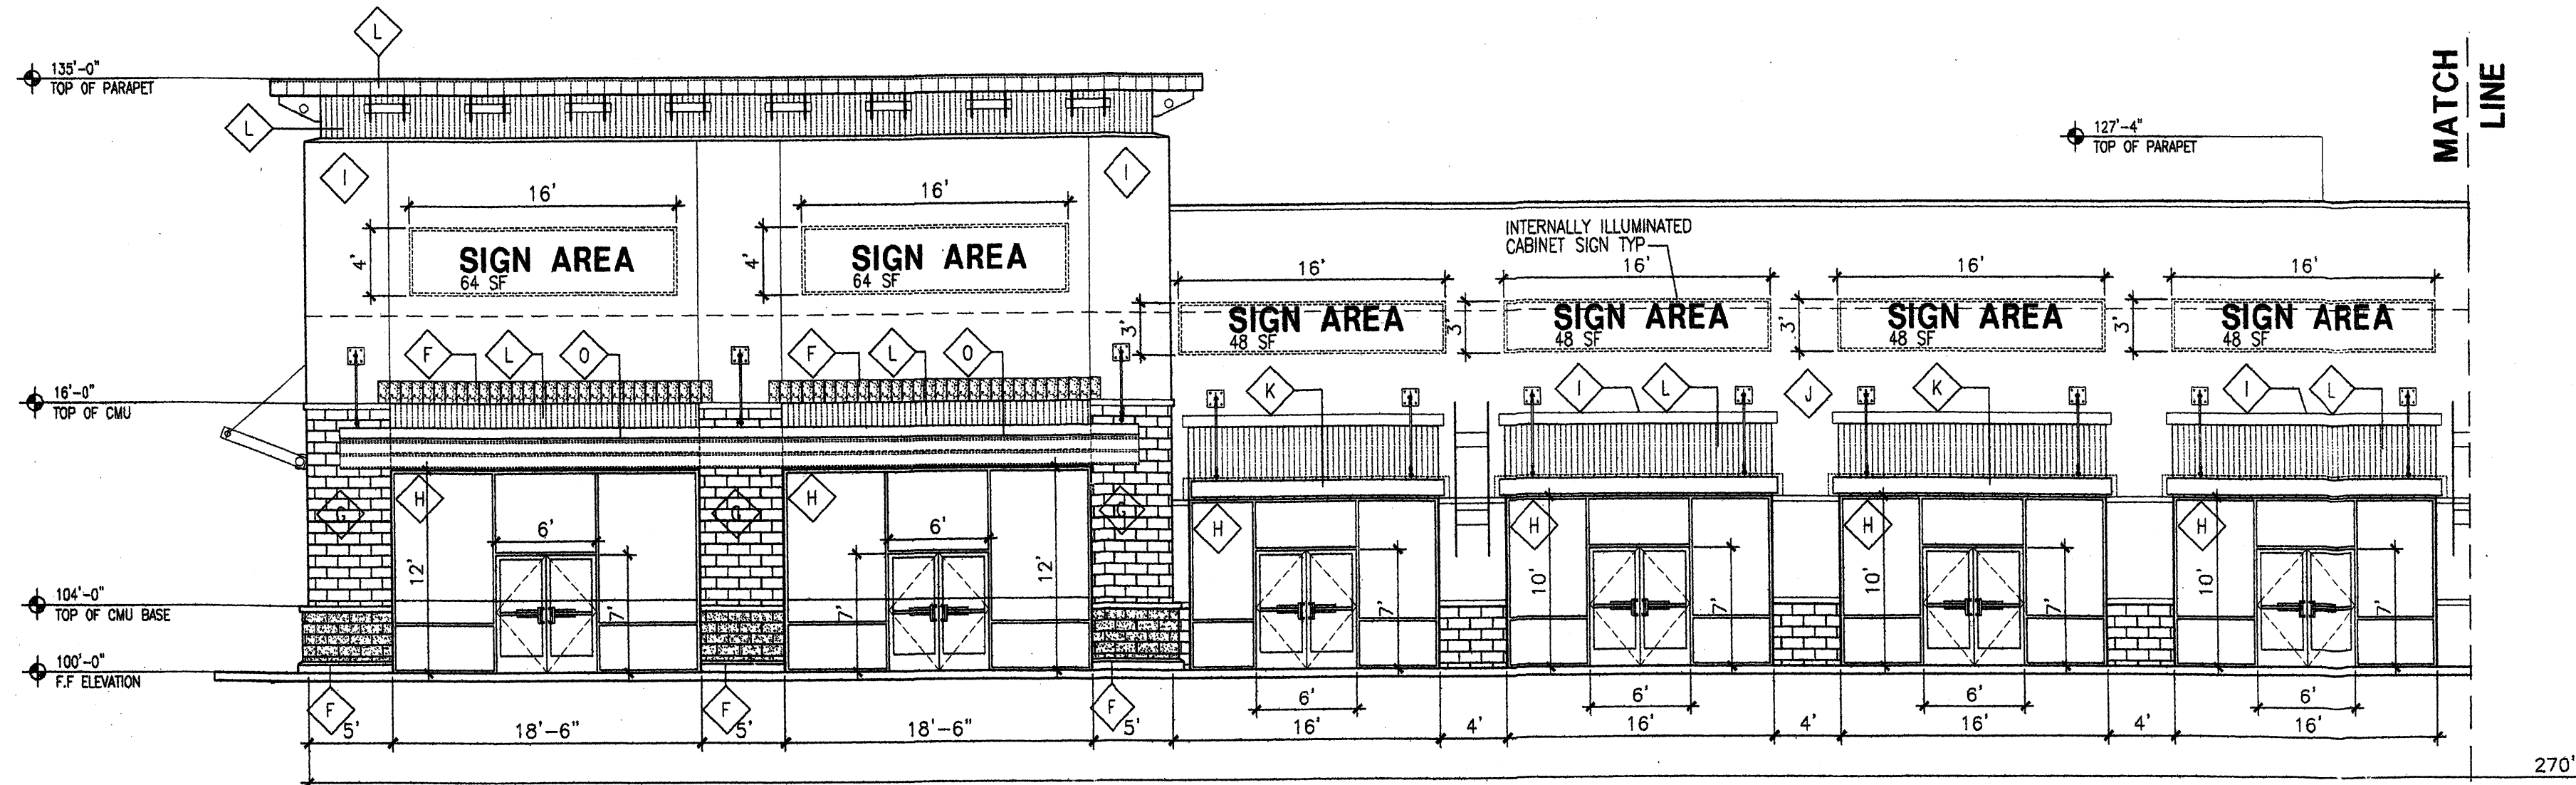 L
135'-0"
TOP OF PARAPET
MATCH
LINE
L
127'-4"
TOP OF PARAPET
I
I
16'
16'
INTERNALLY ILLUMINATED
CABINET SIGN TYP
4'
SIGN AREA
64 SF
4'
SIGN AREA
64 SF
16'
16'
16'
16'
3'
SIGN AREA
48 SF
3'
SIGN AREA
48 SF
3'
SIGN AREA
48 SF
3'
SIGN AREA
48 SF
F
L
O
F
L
O
16'-0"
TOP OF CMU
K
I
L
J
K
I
L
G
H
G
H
G
H
H
H
H
6'
6'
12'
7'
7'
12'
7'
10'
7'
10'
7'
10'
7'
104'-0"
TOP OF CMU BASE
100'-0"
F.F ELEVATION
F
F
F
6'
6'
6'
6'
5'
18'-6"
5'
18'-6"
5'
16'
4'
16'
4'
16'
4'
16'
270'